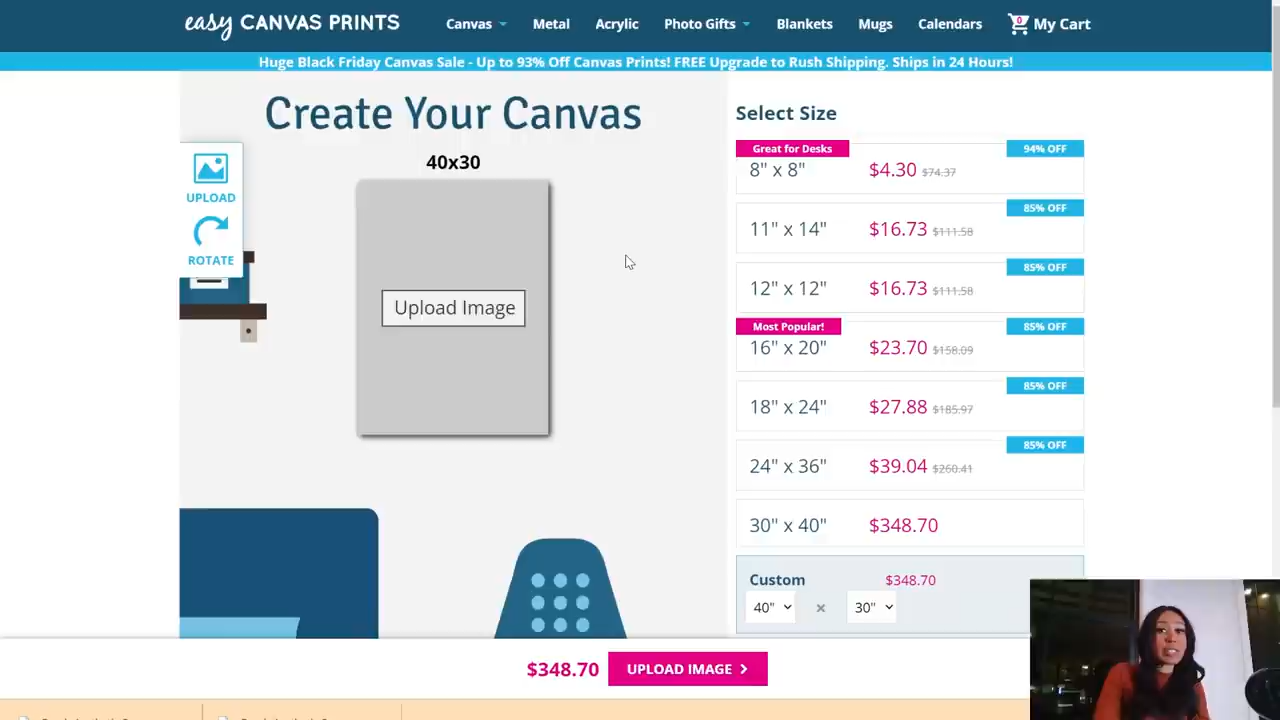 easy CANVAS PRINTS
Canvas
Metal
Acrylic
Photo Gifts
Blankets
Mugs
Calendars
0
My Cart
Huge Black Friday Canvas Sale - Up to 93% Off Canvas Prints! FREE Upgrade to Rush Shipping. Ships in 24 Hours!
Create Your Canvas
40x30
UPLOAD
ROTATE
Upload Image
Select Size
Great for Desks
94% OFF
8" x 8" $4.30 $74.37
85% OFF
11" x 14" $16.73 $111.58
85% OFF
12" x 12" $16.73 $111.58
Most Popular!
85% OFF
16" x 20" $23.70 $158.09
85% OFF
18" x 24" $27.88 $185.97
85% OFF
24" x 36" $39.04 $260.41
30" x 40" $348.70
Custom $348.70
40" × 30"
$348.70 UPLOAD IMAGE